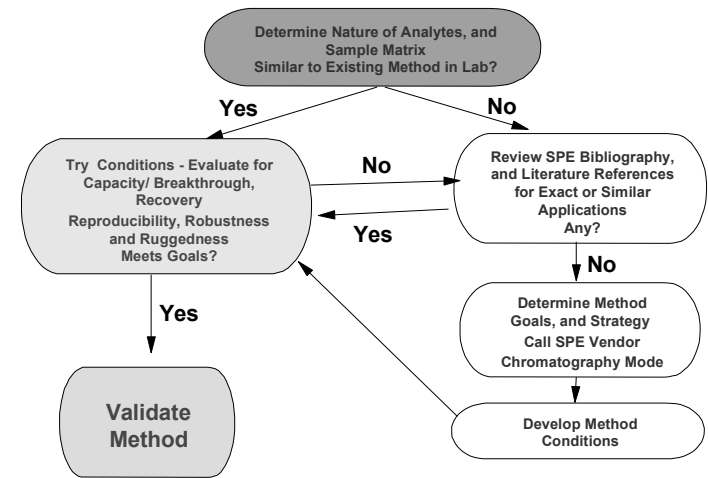 Determine Nature of Analytes, and
Sample Matrix
Similar to Existing Method in Lab?
Yes
No
Try Conditions - Evaluate for
Capacity/ Breakthrough,
Recovery
Reproducibility, Robustness
and Ruggedness
Meets Goals?
No
Yes
Review SPE Bibliography,
and Literature References
for Exact or Similar
Applications
Any?
No
Yes
Determine Method
Goals, and Strategy
Call SPE Vendor
Chromatography Mode
Validate
Method
Develop Method
Conditions